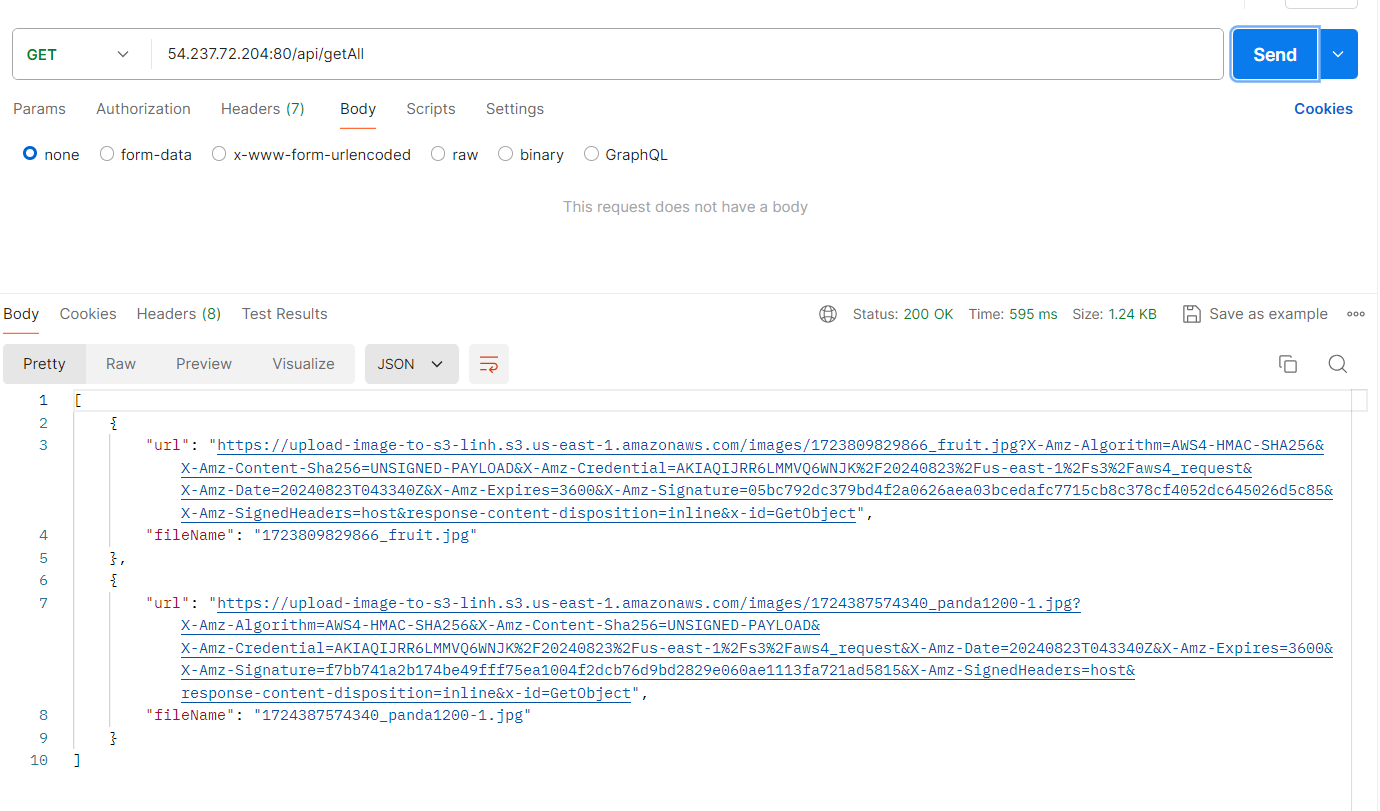 GET 54.237.72.204:80/api/getAll Send
Params Authorization Headers (7) Body Scripts Settings Cookies
none form-data x-www-form-urlencoded raw binary GraphQL
This request does not have a body
Body Cookies Headers (8) Test Results Status: 200 OK Time: 595 ms Size: 1.24 KB Save as example
Pretty Raw Preview Visualize JSON
1 [
2 {
3 "url": "https://upload-image-to-s3-linh.s3.us-east-1.amazonaws.com/images/1723809829866_fruit.jpg?X-Amz-Algorithm=AWS4-HMAC-SHA256&
X-Amz-Content-Sha256=UNSIGNED-PAYLOAD&X-Amz-Credential=AKIAQIJRR6LMMVQ6WNJK%2F20240823%2Fus-east-1%2Fs3%2Faws4_request&
X-Amz-Date=20240823T043340Z&X-Amz-Expires=3600&X-Amz-Signature=05bc792dc379bd4f2a0626aea03bcedafc7715cb8c378cf4052dc645026d5c85&
X-Amz-SignedHeaders=host&response-content-disposition=inline&x-id=GetObject",
4 "fileName": "1723809829866_fruit.jpg"
5 },
6 {
7 "url": "https://upload-image-to-s3-linh.s3.us-east-1.amazonaws.com/images/1724387574340_panda1200-1.jpg?
X-Amz-Algorithm=AWS4-HMAC-SHA256&X-Amz-Content-Sha256=UNSIGNED-PAYLOAD&
X-Amz-Credential=AKIAQIJRR6LMMVQ6WNJK%2F20240823%2Fus-east-1%2Fs3%2Faws4_request&X-Amz-Date=20240823T043340Z&X-Amz-Expires=3600&
X-Amz-Signature=f7bb741a2b174be49fff75ea1004f2dcb76d9bd2829e060ae1113fa721ad5815&X-Amz-SignedHeaders=host&
response-content-disposition=inline&x-id=GetObject",
8 "fileName": "1724387574340_panda1200-1.jpg"
9 }
10 ]